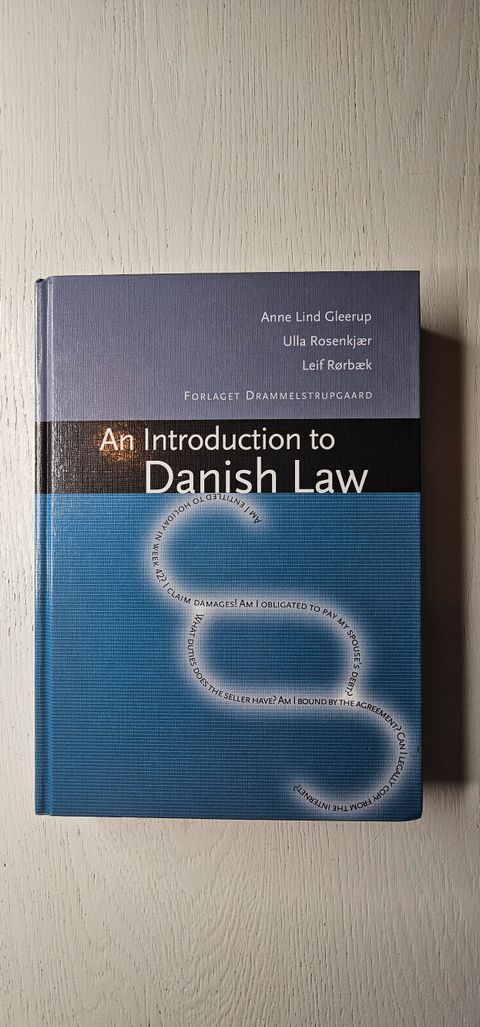 Anne Lind Gleerup
Ulla Rosenkjær
Leif Rørbæk
Forlaget Drammelstrupgaard
An Introduction to
Danish Law
Am I entitled to holiday in week 42? I claim damages! Am I obligated to pay my spouse's debt?
What duties does the seller have? Am I bound by the agreement? Can I legally copy from the internet?